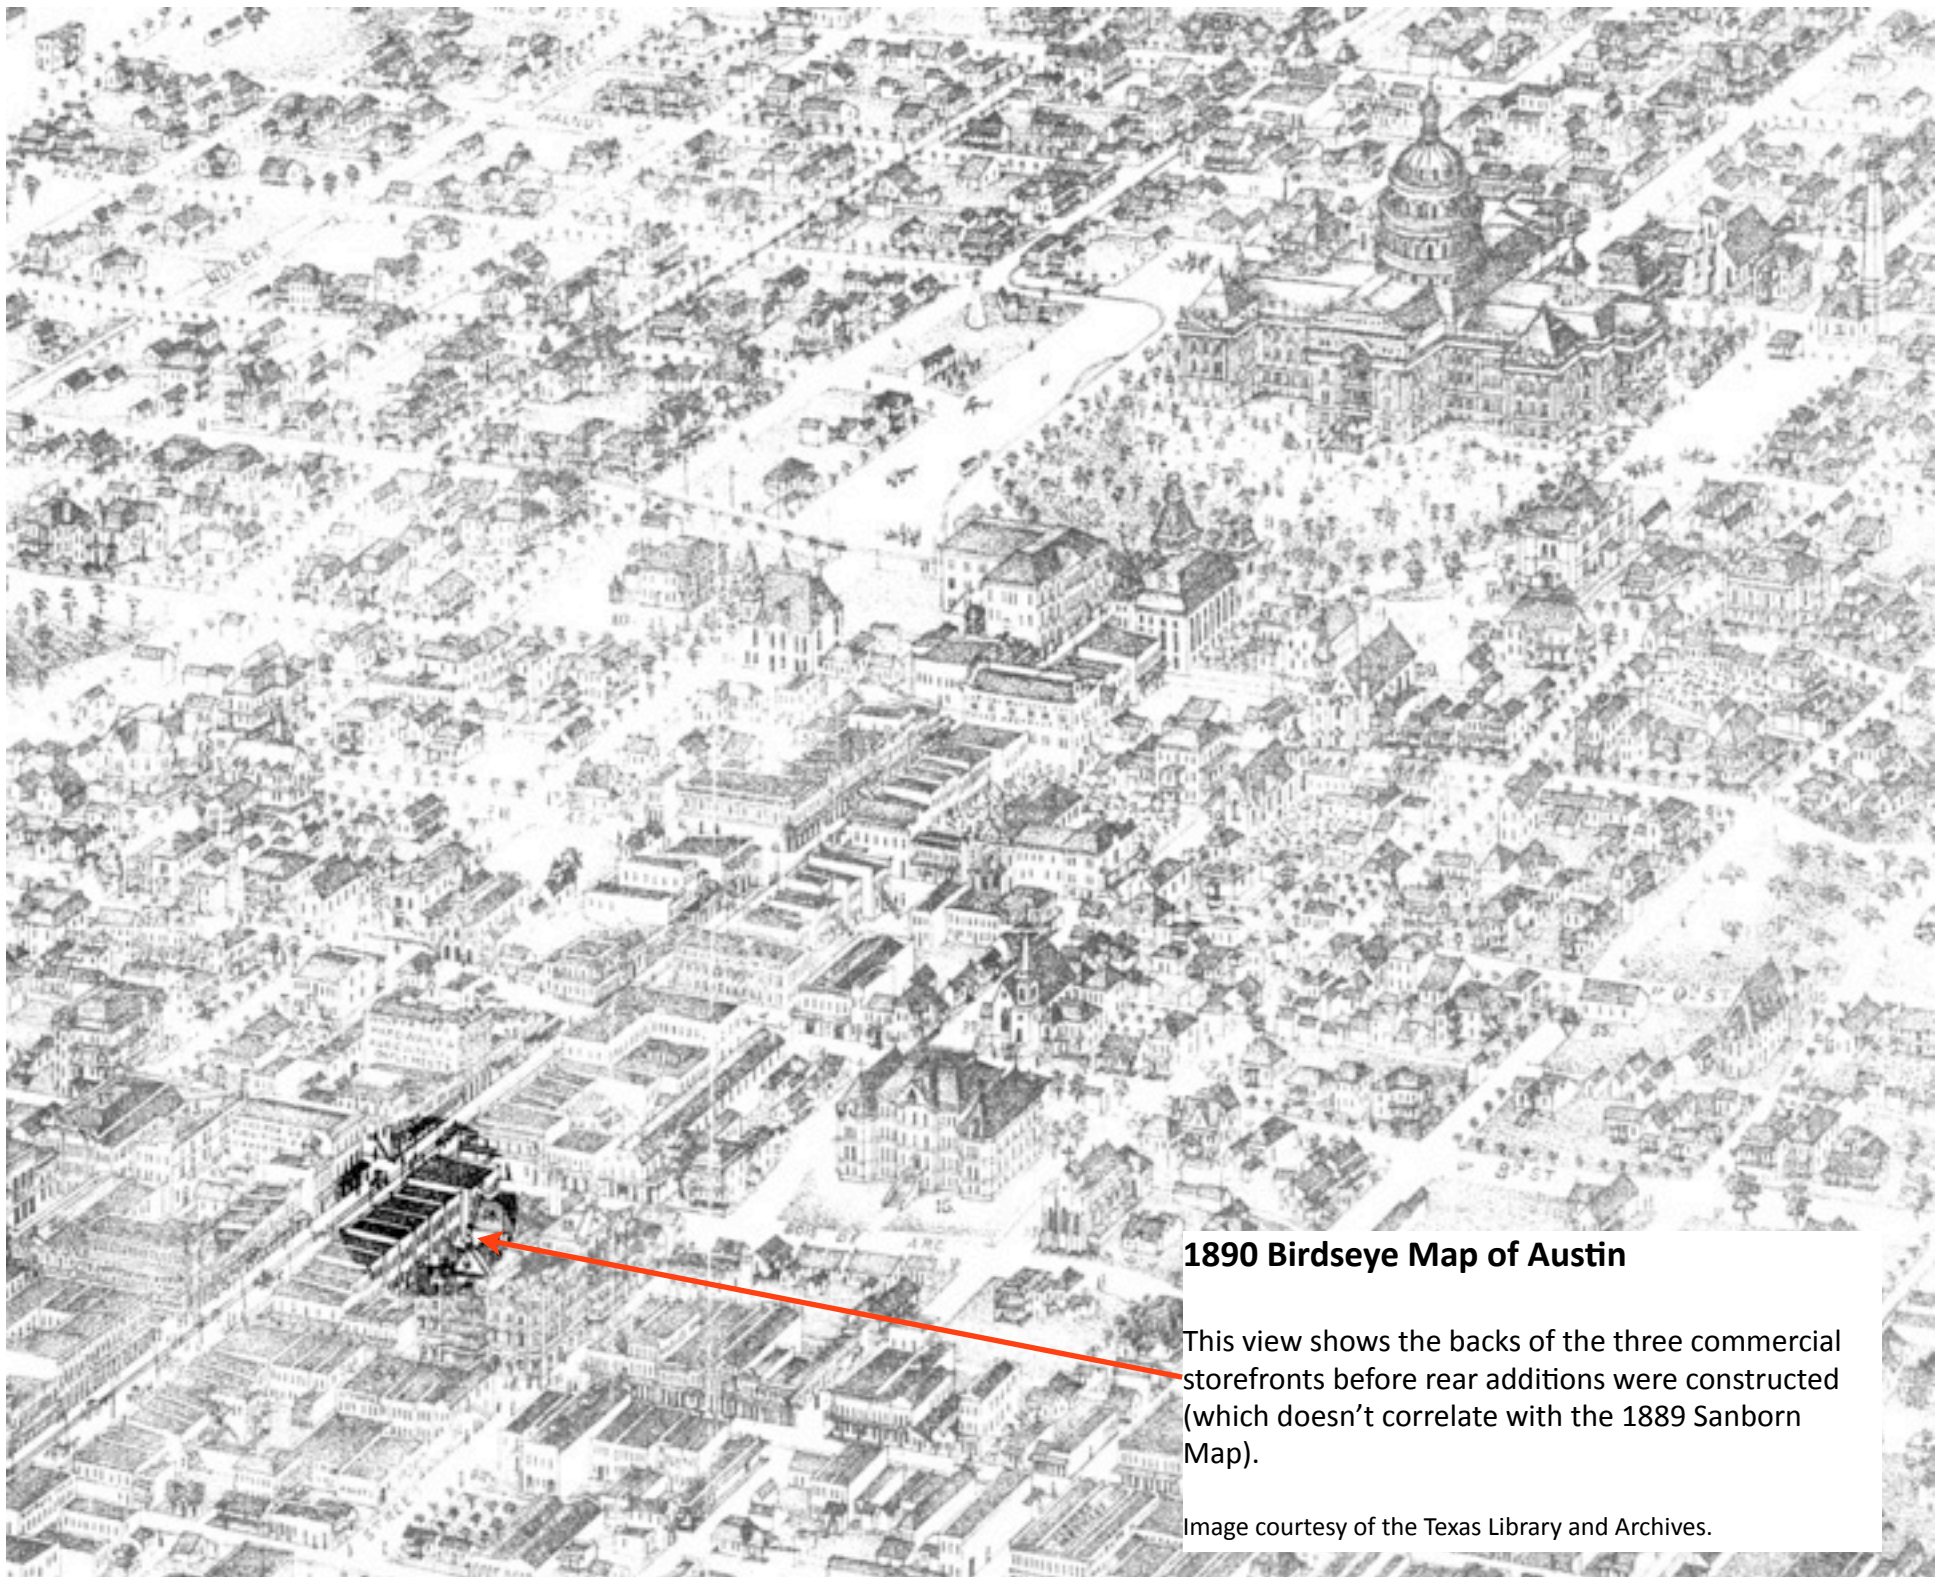 WALNUT
1890 Birdseye Map of Austin
This view shows the backs of the three commercial
storefronts before rear additions were constructed
(which doesn't correlate with the 1889 Sanborn
Map).
Image courtesy of the Texas Library and Archives.